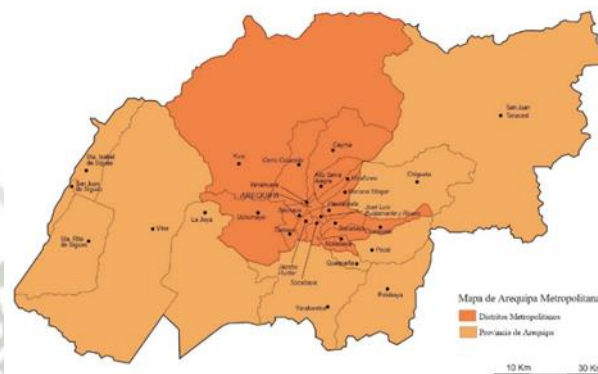 San Juan
Tarucani
Cayma
Sta. Isabel
de Siguas
Yura
Cerro Colorado
Alto Selva
Alegre
Miraflores
Chiguata
San Juan
de Siguas
Yanahuara
Mariano Melgar
AREQUIPA
Paucarpata
José Luis
Bustamante y Rivero
La Joya
Uchumayo
Sachaca
Vitor
Sabandía
Characato
Sta. Rita
de Siguas
Tiabaya
Mollebaya
Pocsi
Jacobo
Hunter
Quequeña
Socabaya
Polobaya
Yarabamba
Mapa de Arequipa Metropolitana
Distritos Metropolitanos
Provincia de Arequipa
10 Km
30 Km